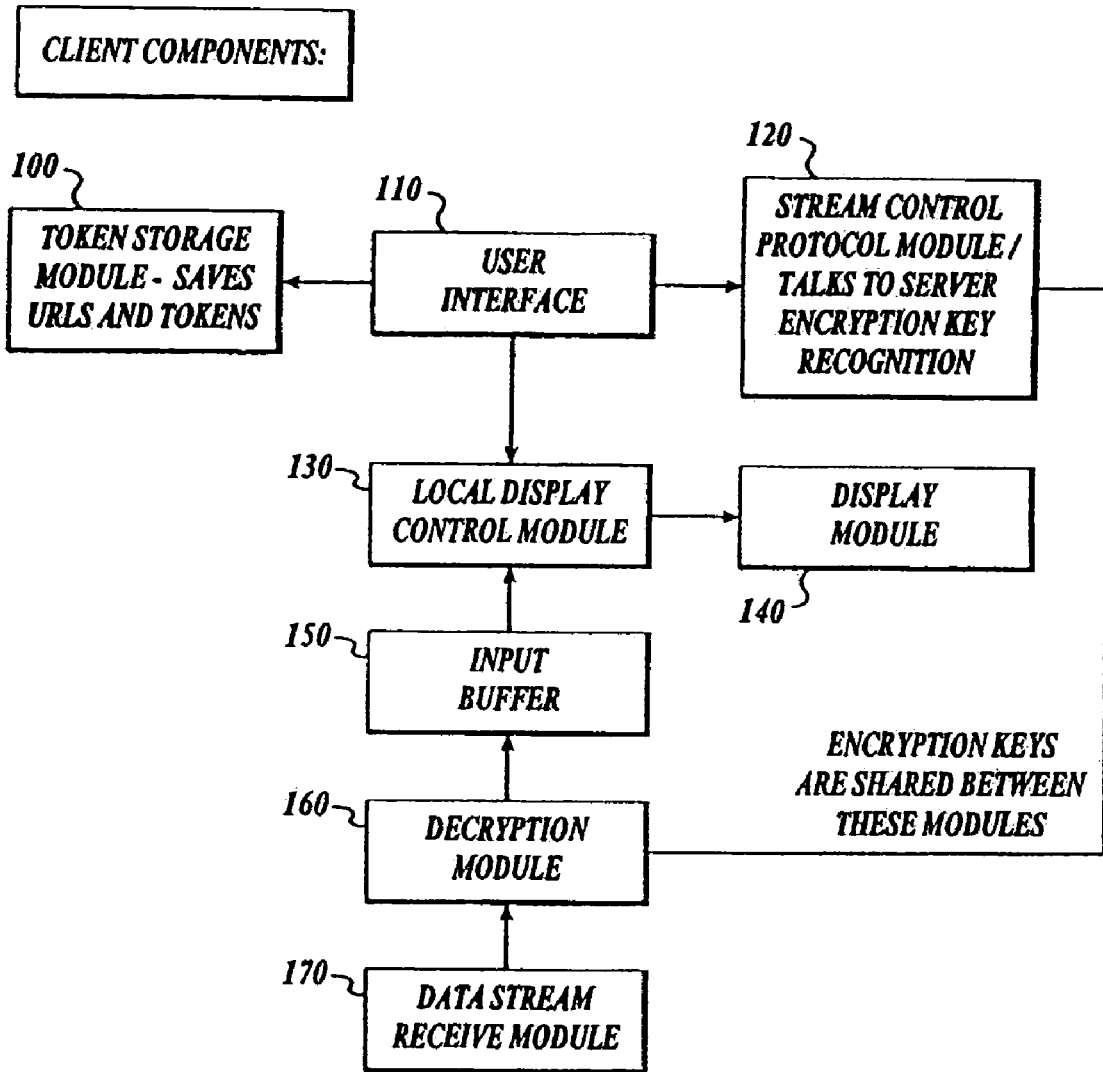 CLIENT COMPONENTS:
100
TOKEN STORAGE
MODULE - SAVES
URLS AND TOKENS
110
USER
INTERFACE
120
STREAM CONTROL
PROTOCOL MODULE /
TALKS TO SERVER
ENCRYPTION KEY
RECOGNITION
130
LOCAL DISPLAY
CONTROL MODULE
DISPLAY
MODULE
140
150
INPUT
BUFFER
ENCRYPTION KEYS
ARE SHARED BETWEEN
THESE MODULES
160
DECRYPTION
MODULE
170
DATA STREAM
RECEIVE MODULE